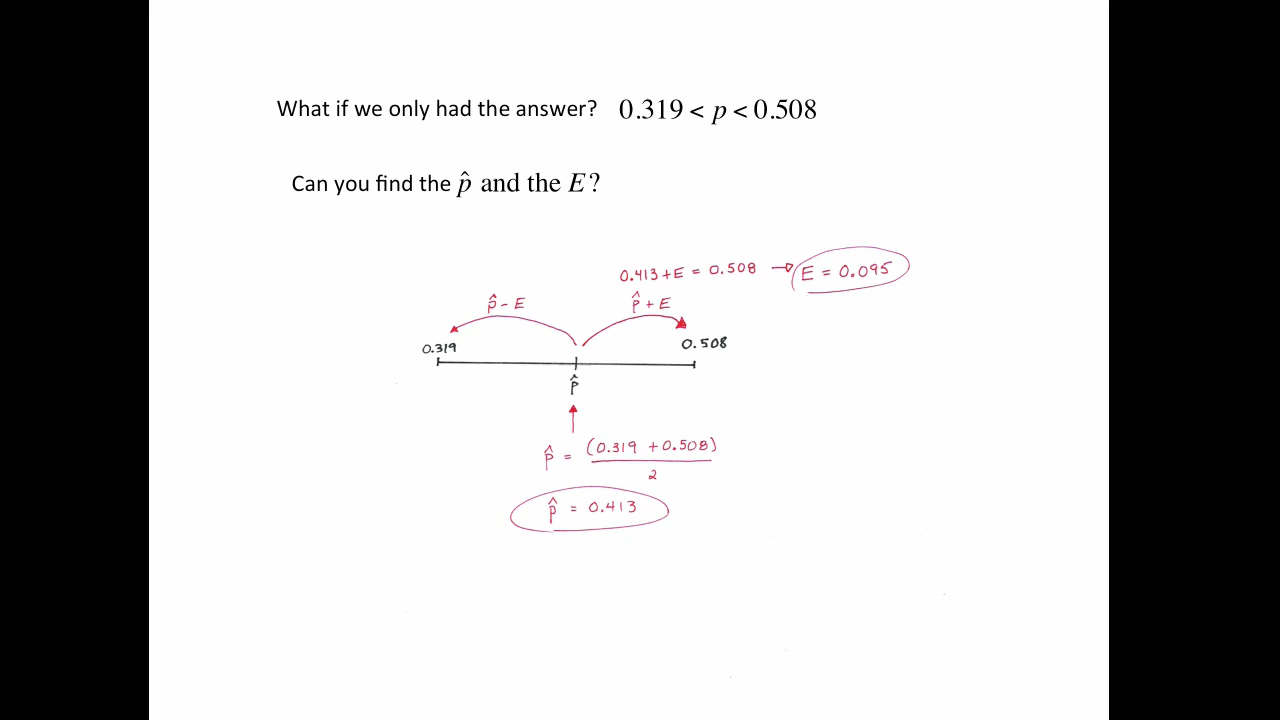 What if we only had the answer? 0.319 < p < 0.508
Can you find the p̂ and the E?
0.413 + E = 0.508 → E = 0.095
p̂ - E p̂ + E
0.319 0.508
p̂
p̂ = (0.319 + 0.508)
2
p̂ = 0.413